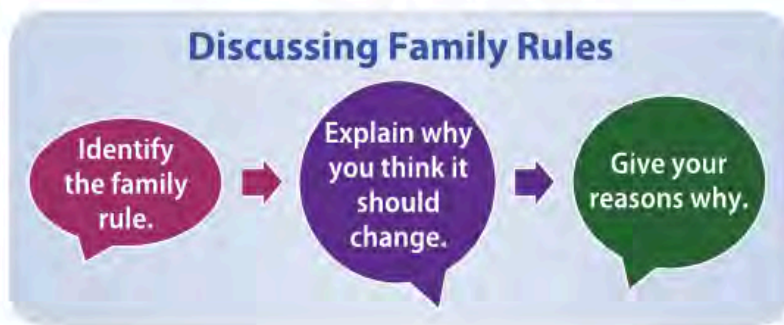 Discussing Family Rules
Identify
the family
rule.
Explain why
you think it
should
change.
Give your
reasons why.